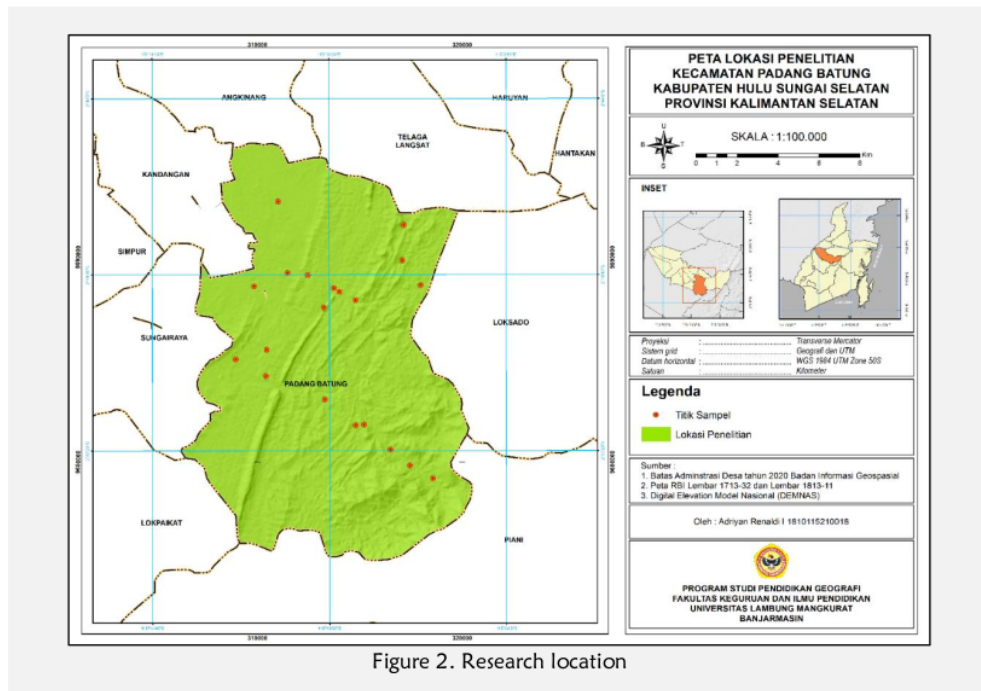 310000
320000
ANGKINANG
HARUYAN
TELAGA
LANGSAT
HANTAKAN
KANDANGAN
SIMPUR
SUNGAIRAYA
LOKSADO
PADANG BATUNG
LOKPAIKAT
PIANI
310000
320000
PETA LOKASI PENELITIAN
KECAMATAN PADANG BATUNG
KABUPATEN HULU SUNGAI SELATAN
PROVINSI KALIMANTAN SELATAN
U
B T
S
SKALA : 1:100.000
Km
0 1 2 4 6 8
INSET
Proyeksi : Transverse Mercator
Sistem grid : Geografi dan UTM
Datum horizontal : WGS 1984 UTM Zone 50S
Satuan : Kilometer
Legenda
Titik Sampel
Lokasi Penelitian
Sumber :
1. Batas Adminstrasi Desa tahun 2020 Badan Informasi Geospasial
2. Peta RBI Lembar 1713-32 dan Lembar 1813-11
3. Digital Elevation Model Nasional (DEMNAS)
Oleh : Adriyan Renaldi I 1810115210018
PROGRAM STUDI PENDIDIKAN GEOGRAFI
FAKULTAS KEGURUAN DAN ILMU PENDIDIKAN
UNIVERSITAS LAMBUNG MANGKURAT
BANJARMASIN
Figure 2. Research location